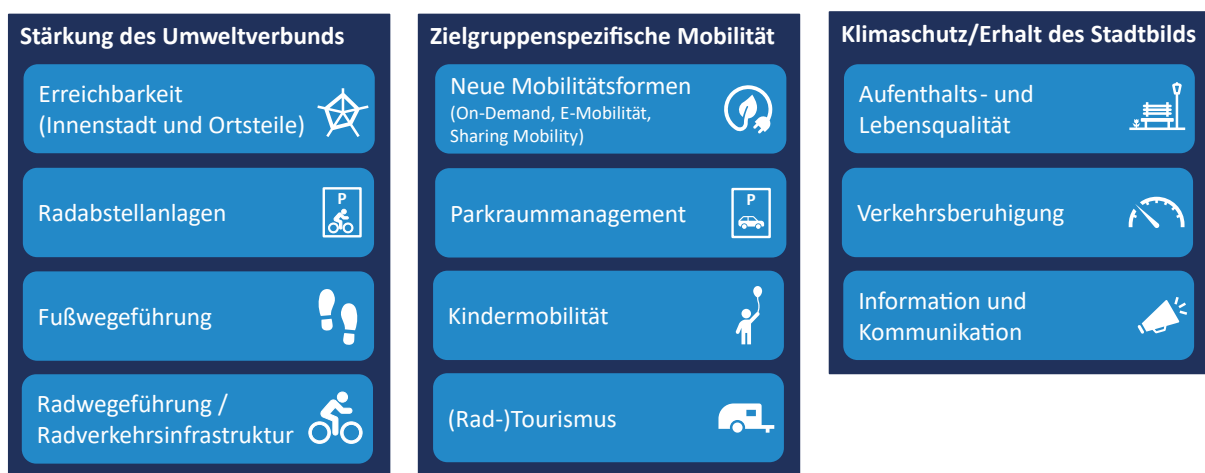 Stärkung des Umweltverbunds
Erreichbarkeit
(Innenstadt und Ortsteile)
Radabstellanlagen
P
Fußwegeführung
Radwegeführung /
Radverkehrsinfrastruktur
Zielgruppenspezifische Mobilität
Neue Mobilitätsformen
(On-Demand, E-Mobilität,
Sharing Mobility)
Parkraummanagement
P
Kindermobilität
(Rad-)Tourismus
Klimaschutz/Erhalt des Stadtbilds
Aufenthalts- und
Lebensqualität
Verkehrsberuhigung
Information und
Kommunikation